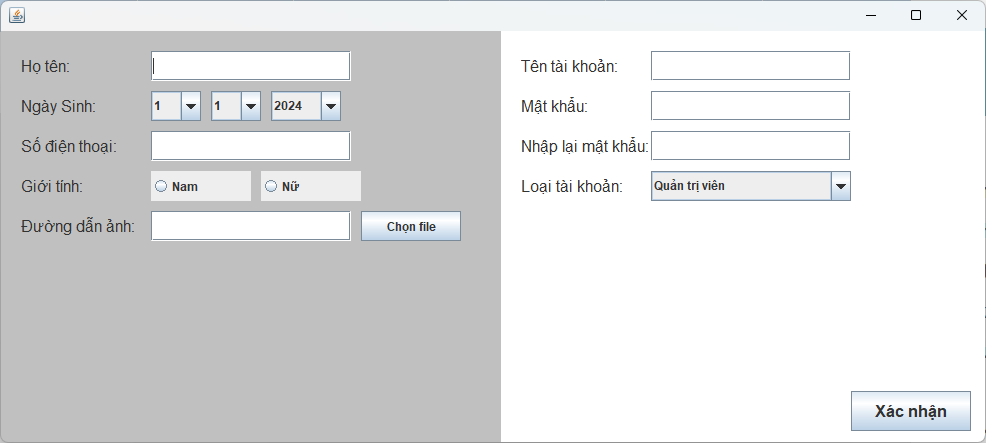 Họ tên:
Ngày Sinh: 1 1 2024
Số điện thoại:
Giới tính: Nam Nữ
Đường dẫn ảnh: Chọn file
Tên tài khoản:
Mật khẩu:
Nhập lại mật khẩu:
Loại tài khoản: Quản trị viên
Xác nhận